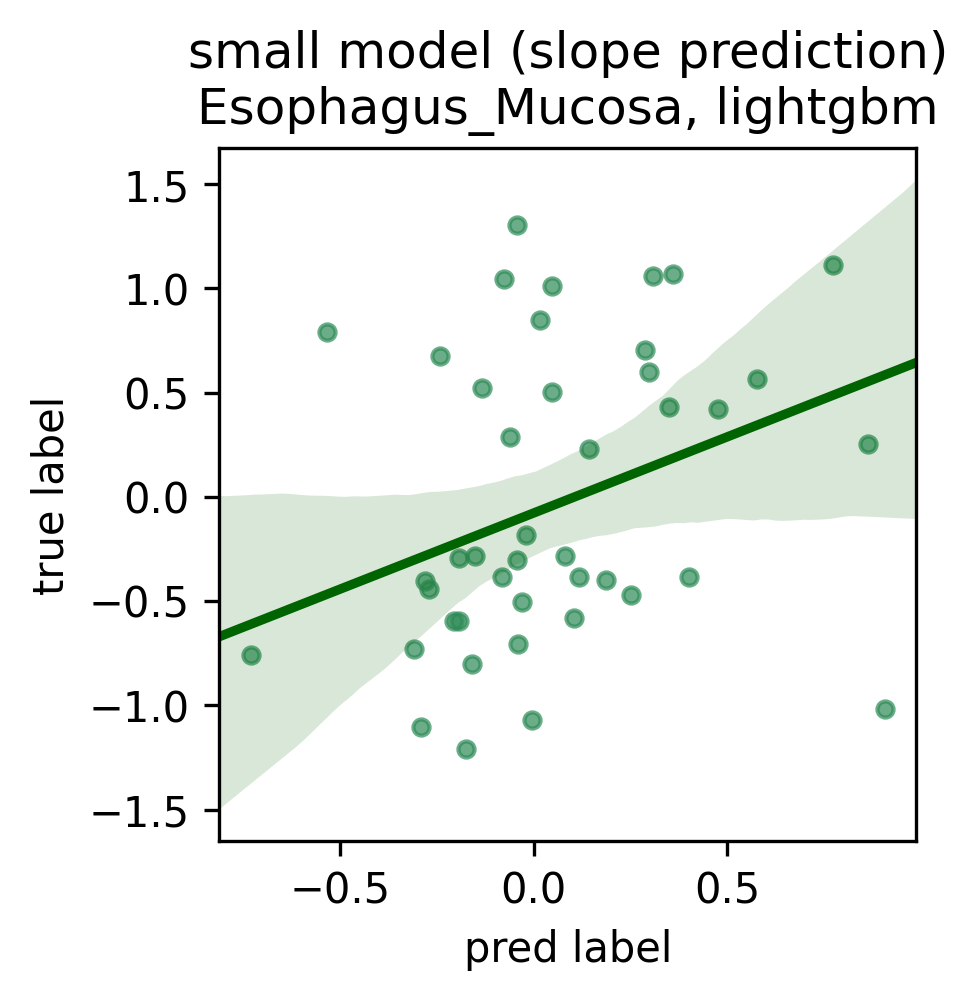 small model (slope prediction)
Esophagus_Mucosa, lightgbm
1.5
1.0
0.5
0.0
−0.5
−1.0
−1.5
true label
−0.5
0.0
0.5
pred label